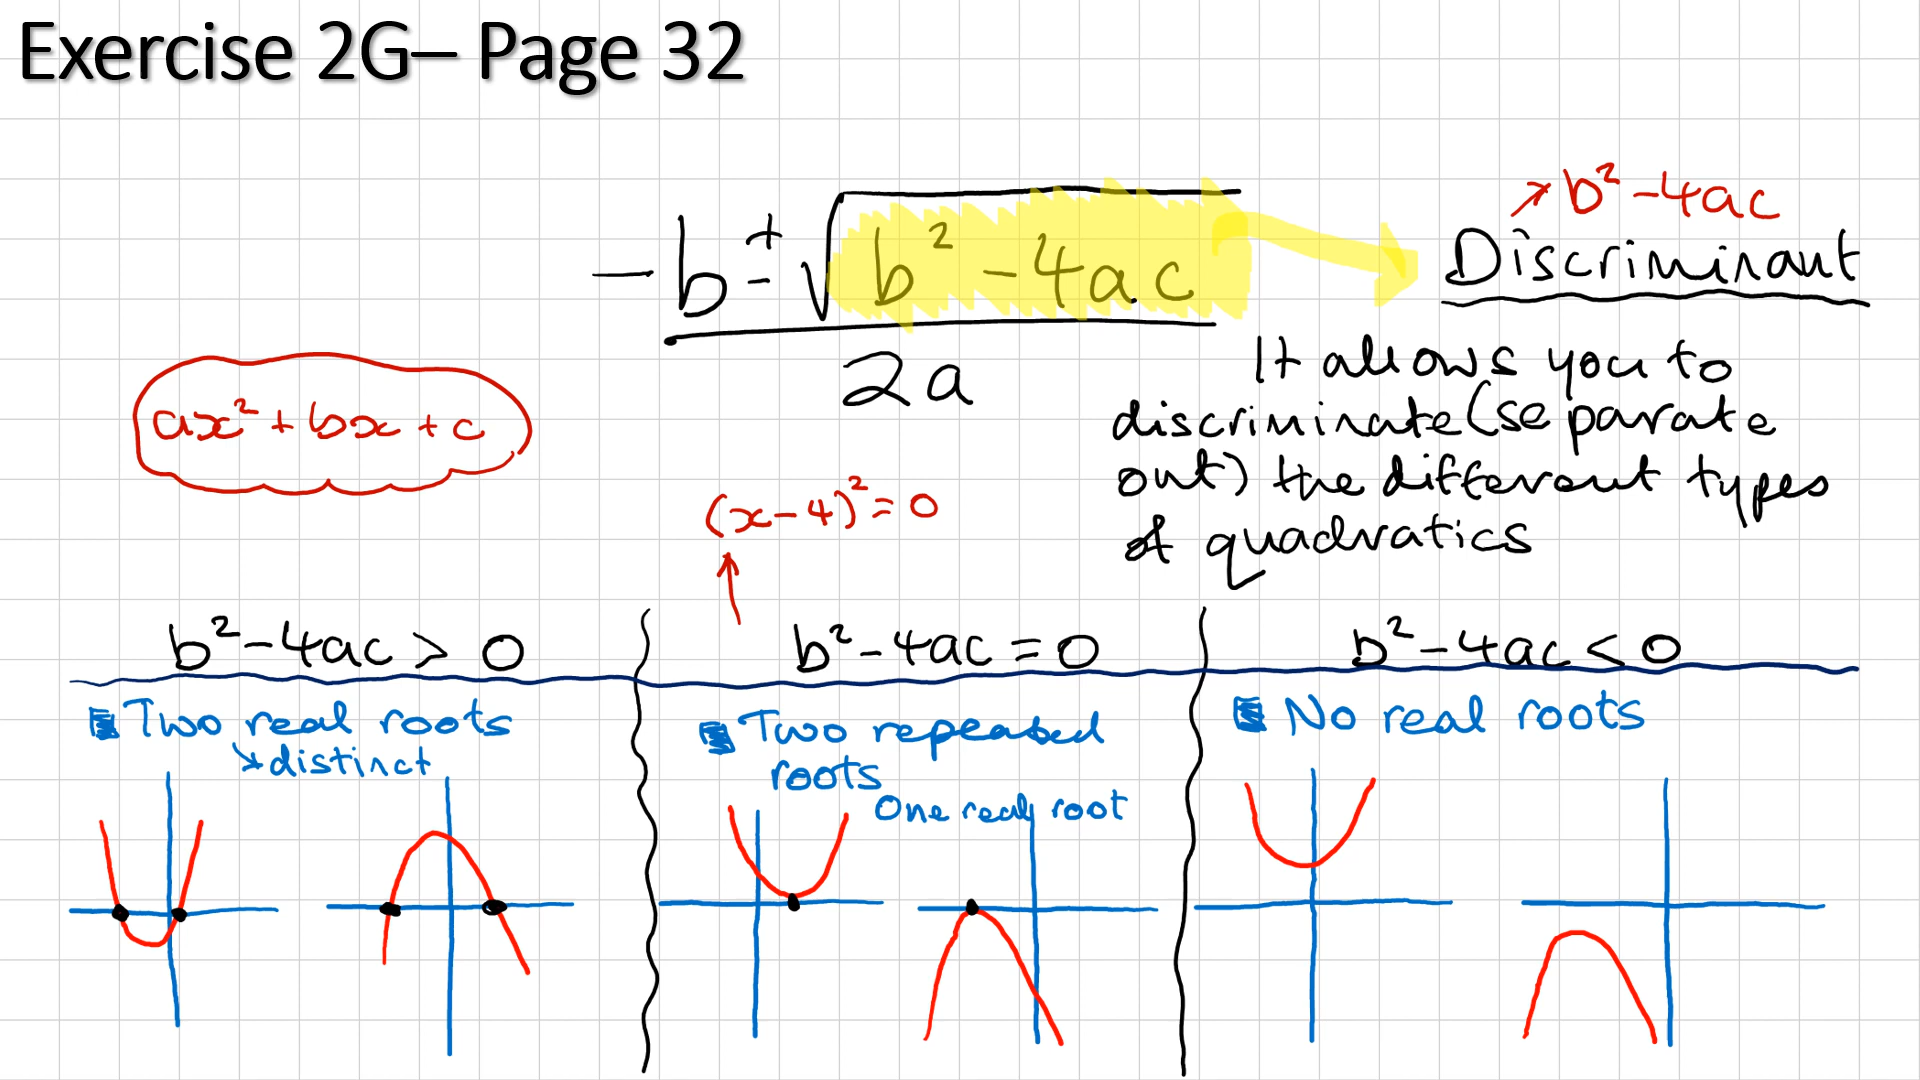 Exercise 2G– Page 32
→ b² - 4ac
-b ± √b² - 4ac
2a
Discriminant
It allows you to
discriminate (separate
out) the different types
of quadratics
ax² + bx + c
(x - 4)² = 0
b² - 4ac > 0
Two real roots
→ distinct
b² - 4ac = 0
Two repeated
roots
One real root
b² - 4ac < 0
No real roots